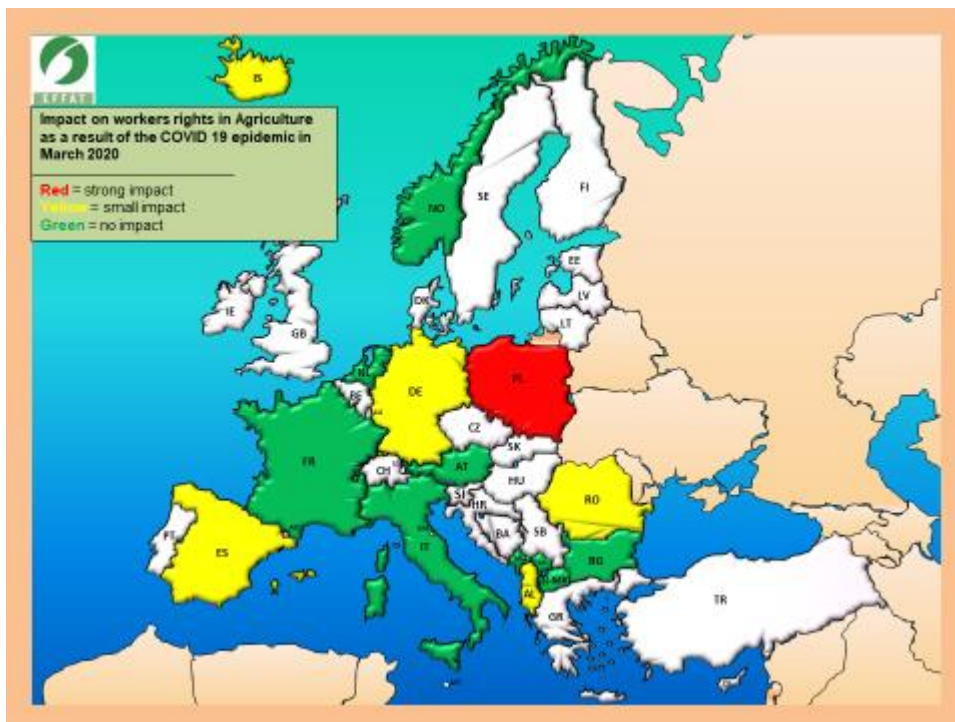 IS
EFFAT
Impact on workers rights in Agriculture
as a result of the COVID 19 epidemic in
March 2020
Red = strong impact
Yellow = small impact
Green = no impact
NO
SE
FI
EE
LV
LT
DK
IE
GB
NL
BE
DE
PL
CZ
SK
FR
CH
AT
HU
SI
HR
RO
BA
SB
PT
ES
IT
BG
AL
GR
TR